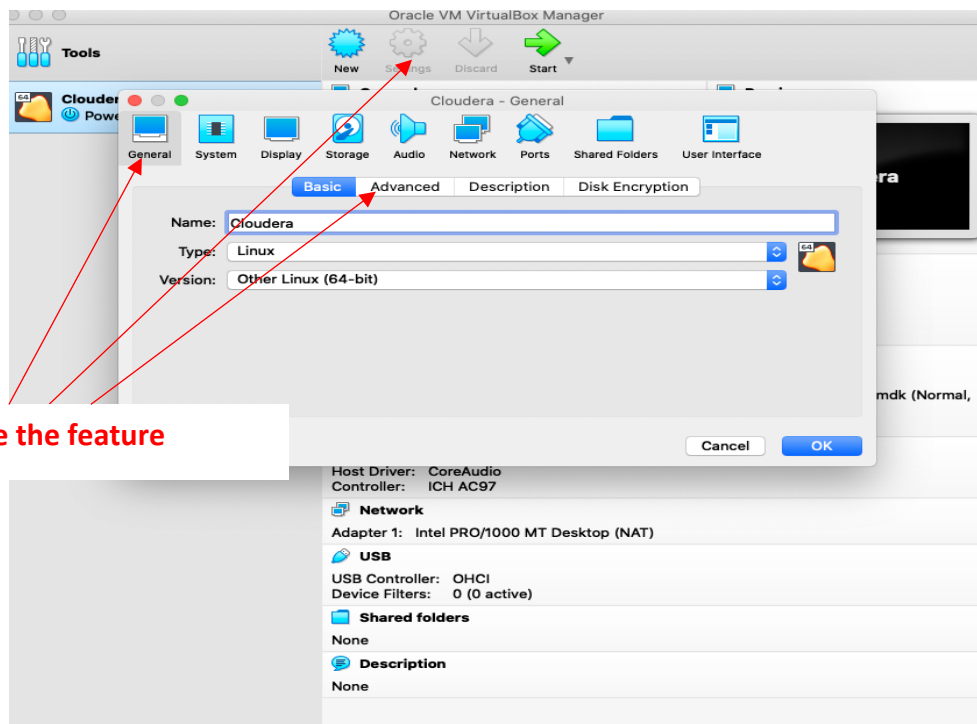 Oracle VM VirtualBox Manager
Tools
New Settings Discard Start
64 Clouder
Powe
Cloudera - General
General System Display Storage Audio Network Ports Shared Folders User Interface
Basic Advanced Description Disk Encryption
Name: Cloudera
Type: Linux
64
Version: Other Linux (64-bit)
era
mdk (Normal,
e the feature
Cancel OK
Host Driver: CoreAudio
Controller: ICH AC97
Network
Adapter 1: Intel PRO/1000 MT Desktop (NAT)
USB
USB Controller: OHCI
Device Filters: 0 (0 active)
Shared folders
None
Description
None